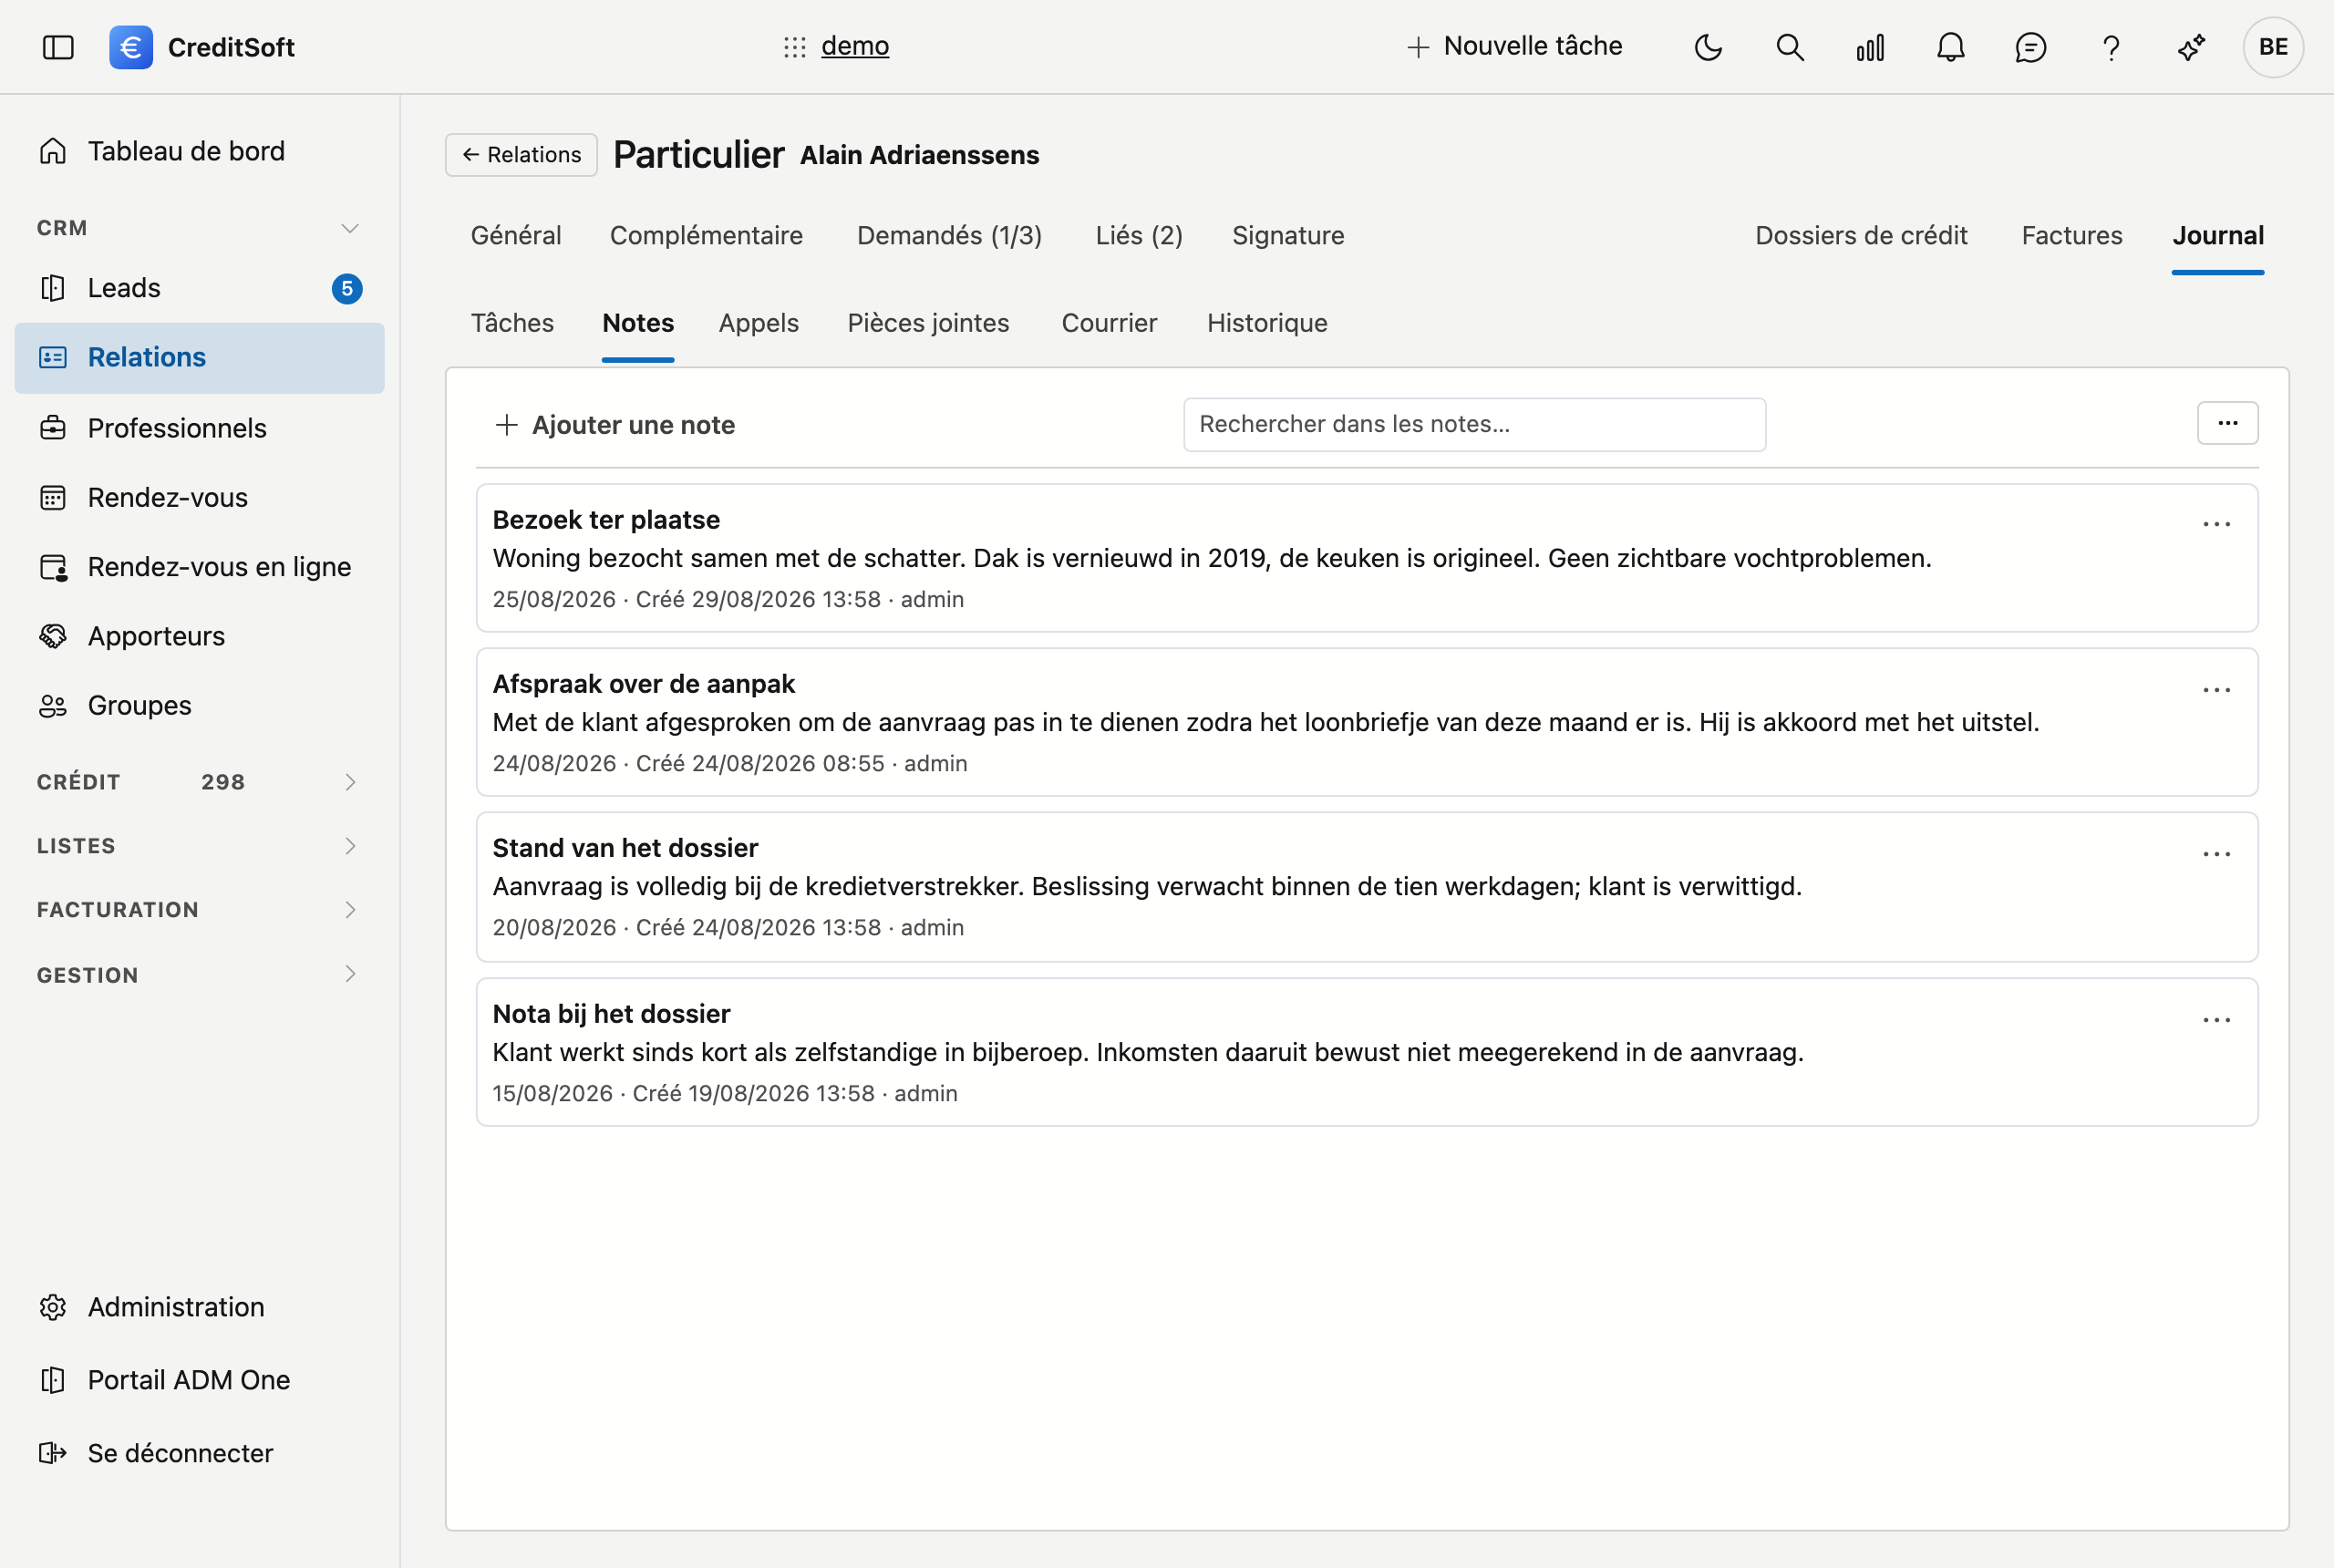 CreditSoft
demo
Nouvelle tâche
BE
Tableau de bord
CRM
Leads
5
Relations
Professionnels
Rendez-vous
Rendez-vous en ligne
Apporteurs
Groupes
CRÉDIT 298
LISTES
FACTURATION
GESTION
Administration
Portail ADM One
Se déconnecter
← Relations
Particulier Alain Adriaenssens
Général Complémentaire Demandés (1/3) Liés (2) Signature Dossiers de crédit Factures Journal
Tâches Notes Appels Pièces jointes Courrier Historique
Ajouter une note
Rechercher dans les notes...
Bezoek ter plaatse
Woning bezocht samen met de schatter. Dak is vernieuwd in 2019, de keuken is origineel. Geen zichtbare vochtproblemen.
25/08/2026 · Créé 29/08/2026 13:58 · admin
Afspraak over de aanpak
Met de klant afgesproken om de aanvraag pas in te dienen zodra het loonbriefje van deze maand er is. Hij is akkoord met het uitstel.
24/08/2026 · Créé 24/08/2026 08:55 · admin
Stand van het dossier
Aanvraag is volledig bij de kredietverstrekker. Beslissing verwacht binnen de tien werkdagen; klant is verwittigd.
20/08/2026 · Créé 24/08/2026 13:58 · admin
Nota bij het dossier
Klant werkt sinds kort als zelfstandige in bijberoep. Inkomsten daaruit bewust niet meegerekend in de aanvraag.
15/08/2026 · Créé 19/08/2026 13:58 · admin